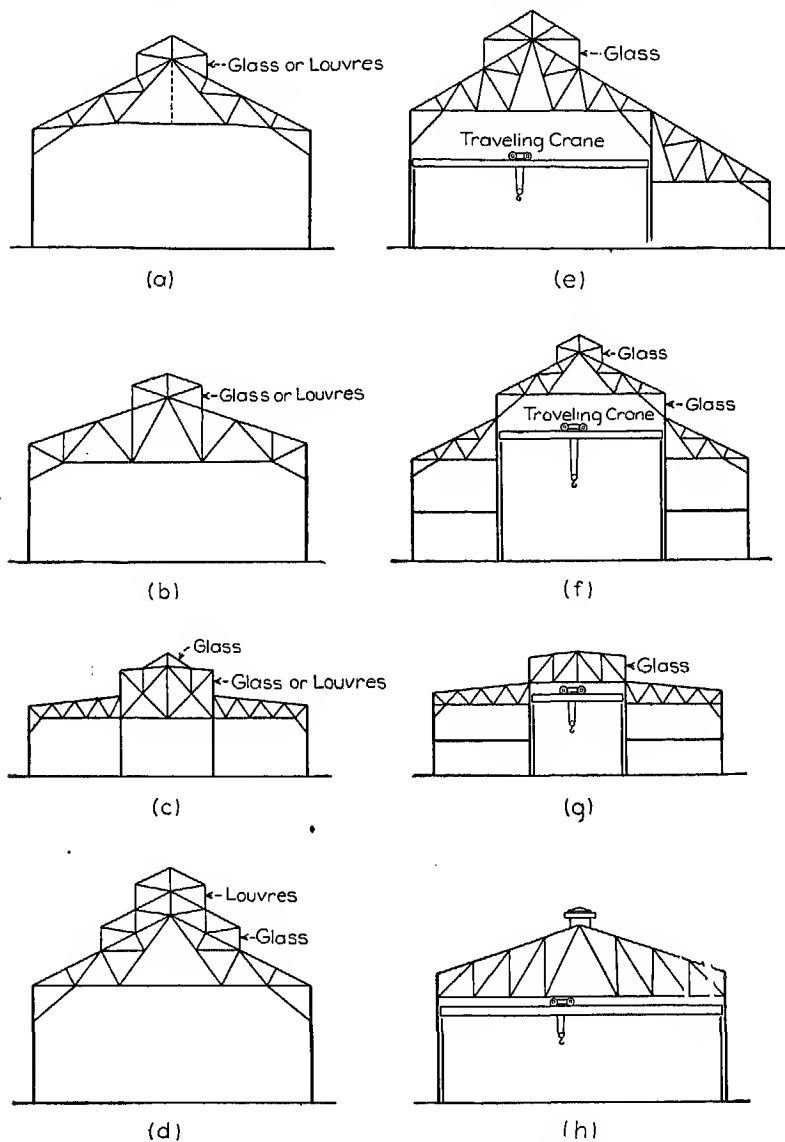 Glass or Louvres
(a)
Glass or Louvres
(b)
Glass
Glass or Louvres
(c)
Louvres
Glass
(d)
Glass
Traveling Crane
(e)
Glass
Glass
Traveling Crane
(f)
Glass
(g)
(h)